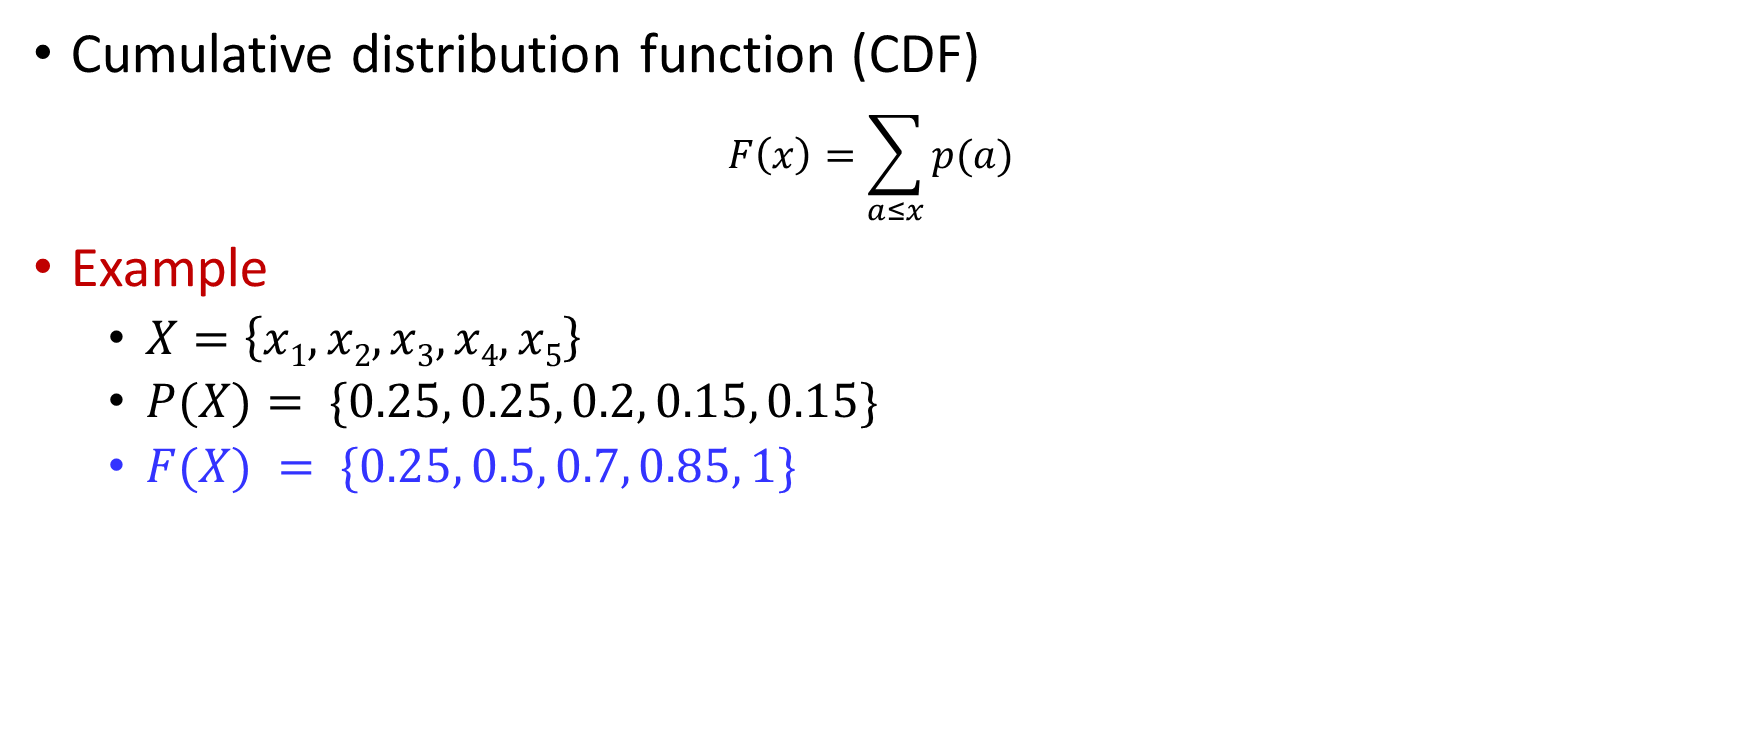 • Cumulative distribution function (CDF)
F(x) = ∑_{a≤x} p(a)
• Example
• X = {x₁, x₂, x₃, x₄, x₅}
• P(X) = {0.25, 0.25, 0.2, 0.15, 0.15}
• F(X) = {0.25, 0.5, 0.7, 0.85, 1}